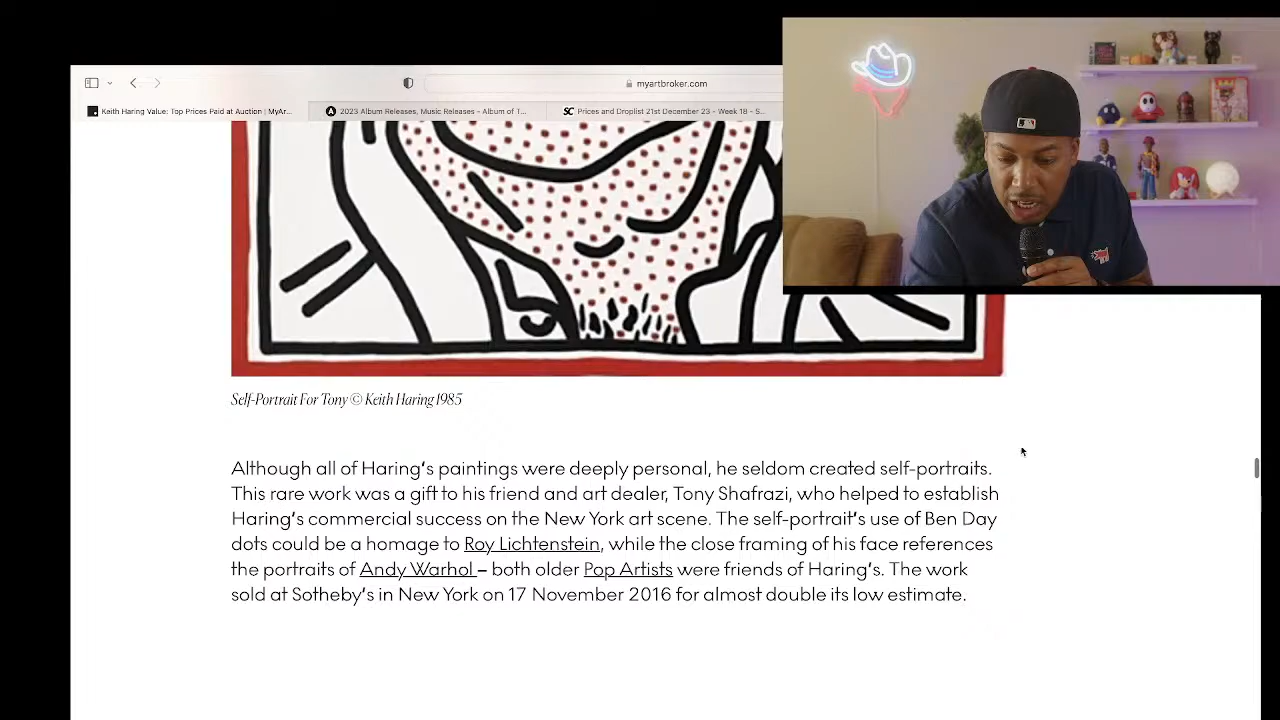 myartbroker.com
Keith Haring Value: Top Prices Paid at Auction | MyAr...
2023 Album Releases, Music Releases - Album of T...
SC Prices and Droplist 21st December 23 - Week 18 - S...
Self-Portrait For Tony © Keith Haring 1985
Although all of Haring's paintings were deeply personal, he seldom created self-portraits.
This rare work was a gift to his friend and art dealer, Tony Shafrazi, who helped to establish
Haring's commercial success on the New York art scene. The self-portrait's use of Ben Day
dots could be a homage to Roy Lichtenstein, while the close framing of his face references
the portraits of Andy Warhol – both older Pop Artists were friends of Haring's. The work
sold at Sotheby's in New York on 17 November 2016 for almost double its low estimate.